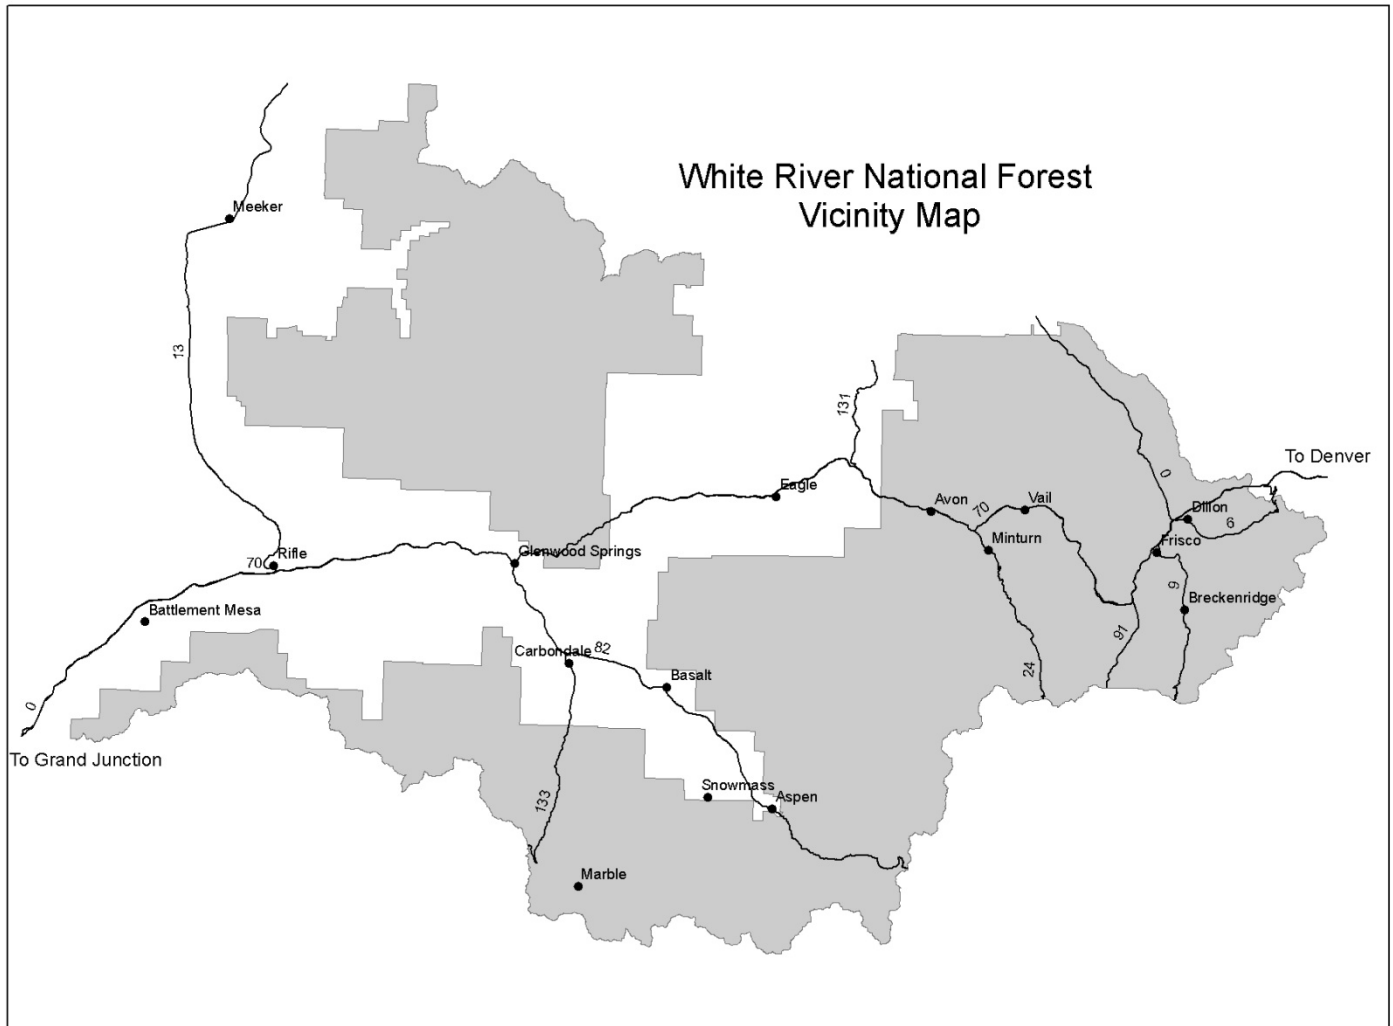 White River National Forest
Vicinity Map
Meeker
13
131
To Denver
0
Eagle
Avon
70
Vail
Dillon
6
Minturn
Frisco
Glenwood Springs
Rifle
70
9
Breckenridge
Battlement Mesa
91
Carbondale
82
24
Basalt
0
To Grand Junction
Snowmass
Aspen
133
Marble